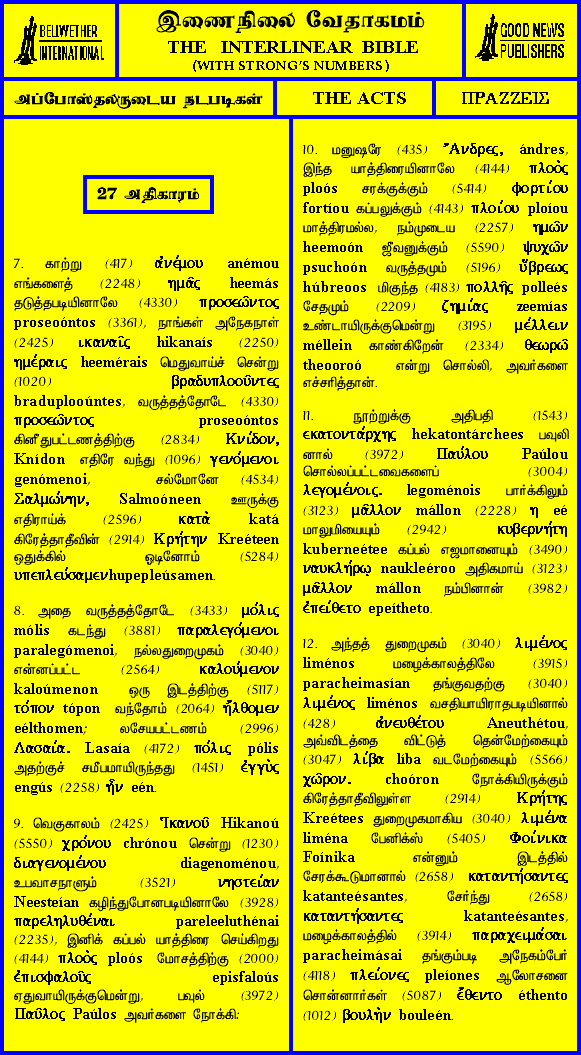 BELLWETHER
INTERNATIONAL
இணைநிலை வேதாகமம்
THE INTERLINEAR BIBLE
(WITH STRONG'S NUMBERS)
GOOD NEWS
PUBLISHERS
அப்போஸ்தலருடைய நடபடிகள்
THE ACTS
ΠΡΑΖΖΕΙΣ
27 அதிகாரம்
7. காற்று (417) ἀνέμου anémou
எங்களைத் (2248) ημᾶς heemás
தடுத்தபடியினாலே (4330) προσεῶντος
proseoóntos (3361), நாங்கள் அநேகநாள்
(2425) ικαναῖς hikanaís (2250)
ημέραις heemérais மெதுவாய்ச் சென்று
(1020) βραδυπλοοῦντες
braduplooúntes, வருத்தத்தோடே (4330)
προσεῶντος proseoóntos
கினீதுபட்டணத்திற்கு (2834) Κνίδον,
Knídon எதிரே வந்து (1096) γενόμενοι
genómenoi, சல்மோனே (4534)
Σαλμώνην, Salmoóneen ஊருக்கு
எதிராய்க் (2596) κατὰ katá
கிரேத்தாதீவின் (2914) Κρήτην Kreéteen
ஒதுக்கில் ஓடினோம் (5284)
υπεπλεύσαμενhupepleúsamen.
8. அதை வருத்தத்தோடே (3433) μόλις
mólis கடந்து (3881) παραλεγόμενοι
paralegómenoi, நல்லதுறைமுகம் (3040)
என்னப்பட்ட (2564) καλούμενον
kaloúmenon ஒரு இடத்திற்கு (5117)
τόπον tópon வந்தோம் (2064) ἤλθομεν
eélthomen; லசேயபட்டணம் (2996)
Λασαία. Lasaía (4172) πόλις pólis
அதற்குச் சமீபமாயிருந்தது (1451) ἐγγὺς
engús (2258) ἦν eén.
9. வெகுகாலம் (2425) Ἱκανοῦ Hikanoú
(5550) χρόνου chrónou சென்று (1230)
διαγενομένου diagenoménou,
உபவாசநாளும் (3521) νηστείαν
Neesteían கழிந்துபோனபடியினாலே (3928)
παρεληλυθέναι pareleeluthénai
(2235), இனிக் கப்பல் யாத்திரை செய்கிறது
(4144) πλοὸς ploós மோசத்திற்கு (2000)
ἐπισφαλοῦς episfaloús
ஏதுவாயிருக்குமென்று, பவுல் (3972)
Παῦλος Paúlos அவர்களை நோக்கி:
10. மனுஷரே (435) Ἄνδρες, ándres,
இந்த யாத்திரையினாலே (4144) πλοὸς
ploós சரக்குக்கும் (5414) φορτίου
fortíou கப்பலுக்கும் (4143) πλοίου ploíou
மாத்திரமல்ல, நம்முடைய (2257) ημῶν
heemoón ஜீவனுக்கும் (5590) ψυχῶν
psuchoón வருத்தமும் (5196) ὕβρεως
húbreoos மிகுந்த (4183) πολλῆς polleés
சேதமும் (2209) ζημίας zeemías
உண்டாயிருக்குமென்று (3195) μέλλειν
méllein காண்கிறேன் (2334) θεωρῶ
theooroó என்று சொல்லி, அவர்களை
எச்சரித்தான்.
11. நூற்றுக்கு அதிபதி (1543)
εκατοντάρχης hekatontárchees பவுலி
னால் (3972) Παύλου Paúlou
சொல்லப்பட்டவைகளைப் (3004)
λεγομένοις. legoménois பார்க்கிலும்
(3123) μᾶλλον mállon (2228) η eé
மாலுமியையும் (2942) κυβερνήτη
kuberneétee கப்பல் எஜமானையும் (3490)
ναυκλήρῳ naukleéroo அதிகமாய் (3123)
μᾶλλον mállon நம்பினான் (3982)
ἐπείθετο epeítheto.
12. அந்தத் துறைமுகம் (3040) λιμένος
liménos மழைக்காலத்திலே (3915)
paracheimasían தங்குவதற்கு (3040)
λιμένος liménos வசதியாயிராதபடியினால்
(428) ἀνευθέτου Aneuthétou,
அவ்விடத்தை விட்டுத் தென்மேற்கையும்
(3047) λίβα líba வடமேற்கையும் (5566)
χῶρον. choóron நோக்கியிருக்கும்
கிரேத்தாதீவிலுள்ள (2914) Κρήτης
Kreétees துறைமுகமாகிய (3040) λιμένα
liména பேனிக்ஸ் (5405) Φοίνικα
Foínika என்னும் இடத்தில்
சேரக்கூடுமானால் (2658) καταντήσαντες
katanteésantes, சேர்ந்து (2658)
καταντήσαντες katanteésantes,
மழைக்காலத்தில் (3914) παραχειμάσαι
paracheimásai தங்கும்படி அநேகம்பேர்
(4118) πλείονες pleíones ஆலோசனை
சொன்னார்கள் (5087) ἔθεντο éthento
(1012) βουλὴν bouleén.